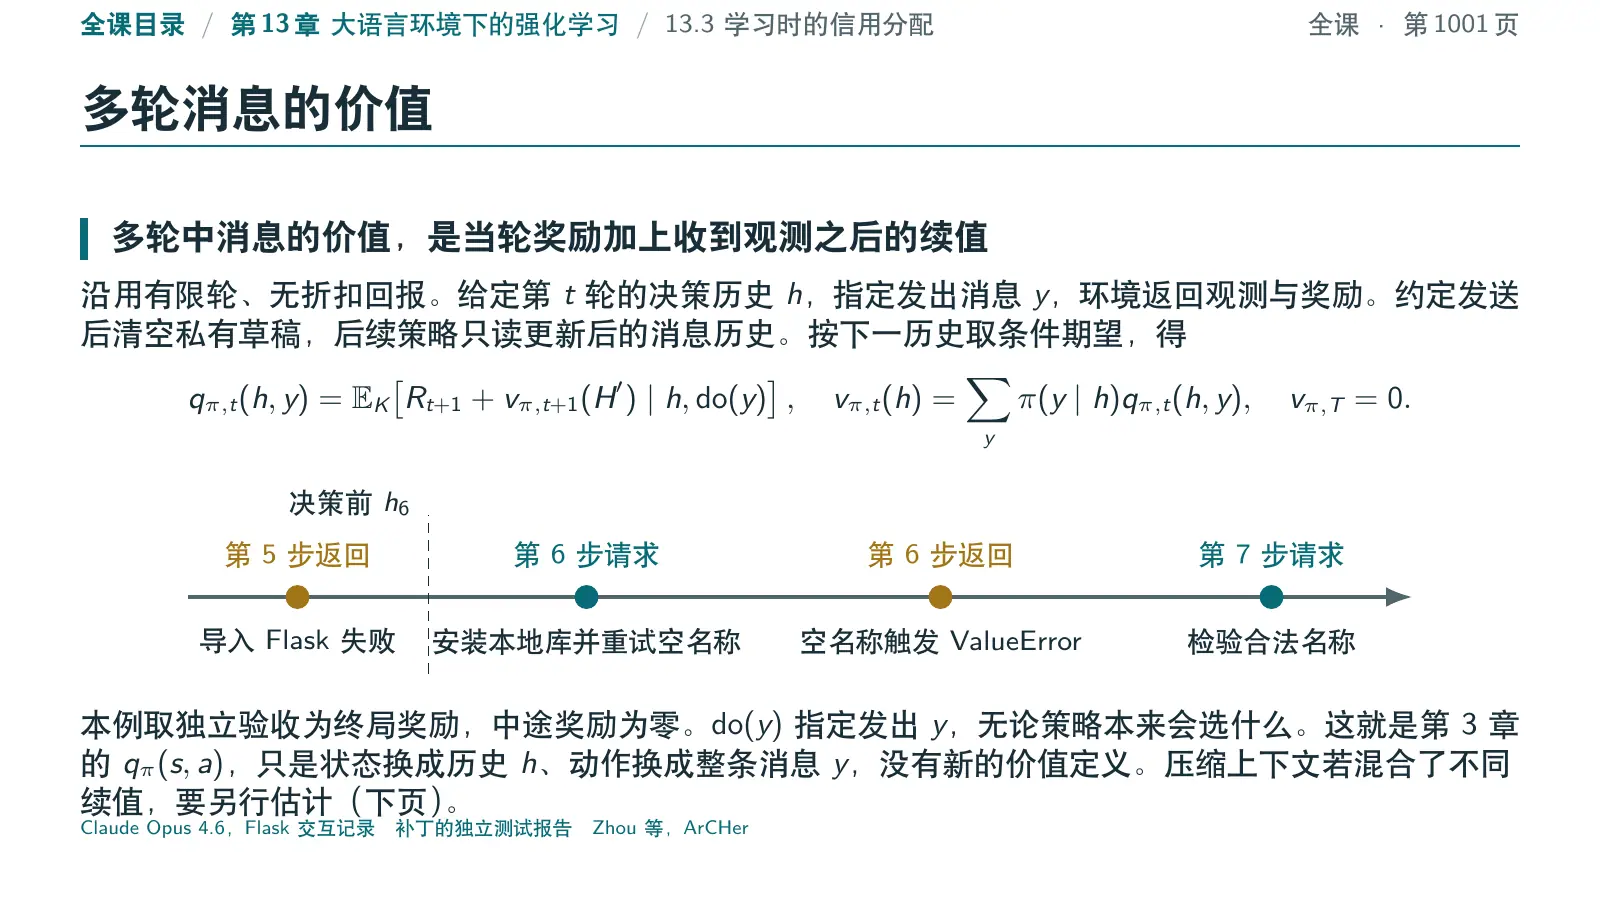 全课目录 / 第13章 大语言环境下的强化学习 / 13.3 学习时的信用分配
全课 · 第1001页
多轮消息的价值
多轮中消息的价值，是当轮奖励加上收到观测之后的续值
沿用有限轮、无折扣回报。给定第 t 轮的决策历史 h，指定发出消息 y，环境返回观测与奖励。约定发送
后清空私有草稿，后续策略只读更新后的消息历史。按下一历史取条件期望，得
qπ,t(h, y) = 𝔼K[Rt+1 + vπ,t+1(H′) | h, do(y)] , vπ,t(h) = ∑y π(y | h)qπ,t(h, y), vπ,T = 0.
决策前 h6
第 5 步返回 第 6 步请求 第 6 步返回 第 7 步请求
导入 Flask 失败 安装本地库并重试空名称 空名称触发 ValueError 检验合法名称
本例取独立验收为终局奖励，中途奖励为零。do(y) 指定发出 y，无论策略本来会选什么。这就是第 3 章
的 qπ(s, a)，只是状态换成历史 h、动作换成整条消息 y，没有新的价值定义。压缩上下文若混合了不同
续值，要另行估计（下页）。
Claude Opus 4.6，Flask 交互记录 补丁的独立测试报告 Zhou 等，ArCHer